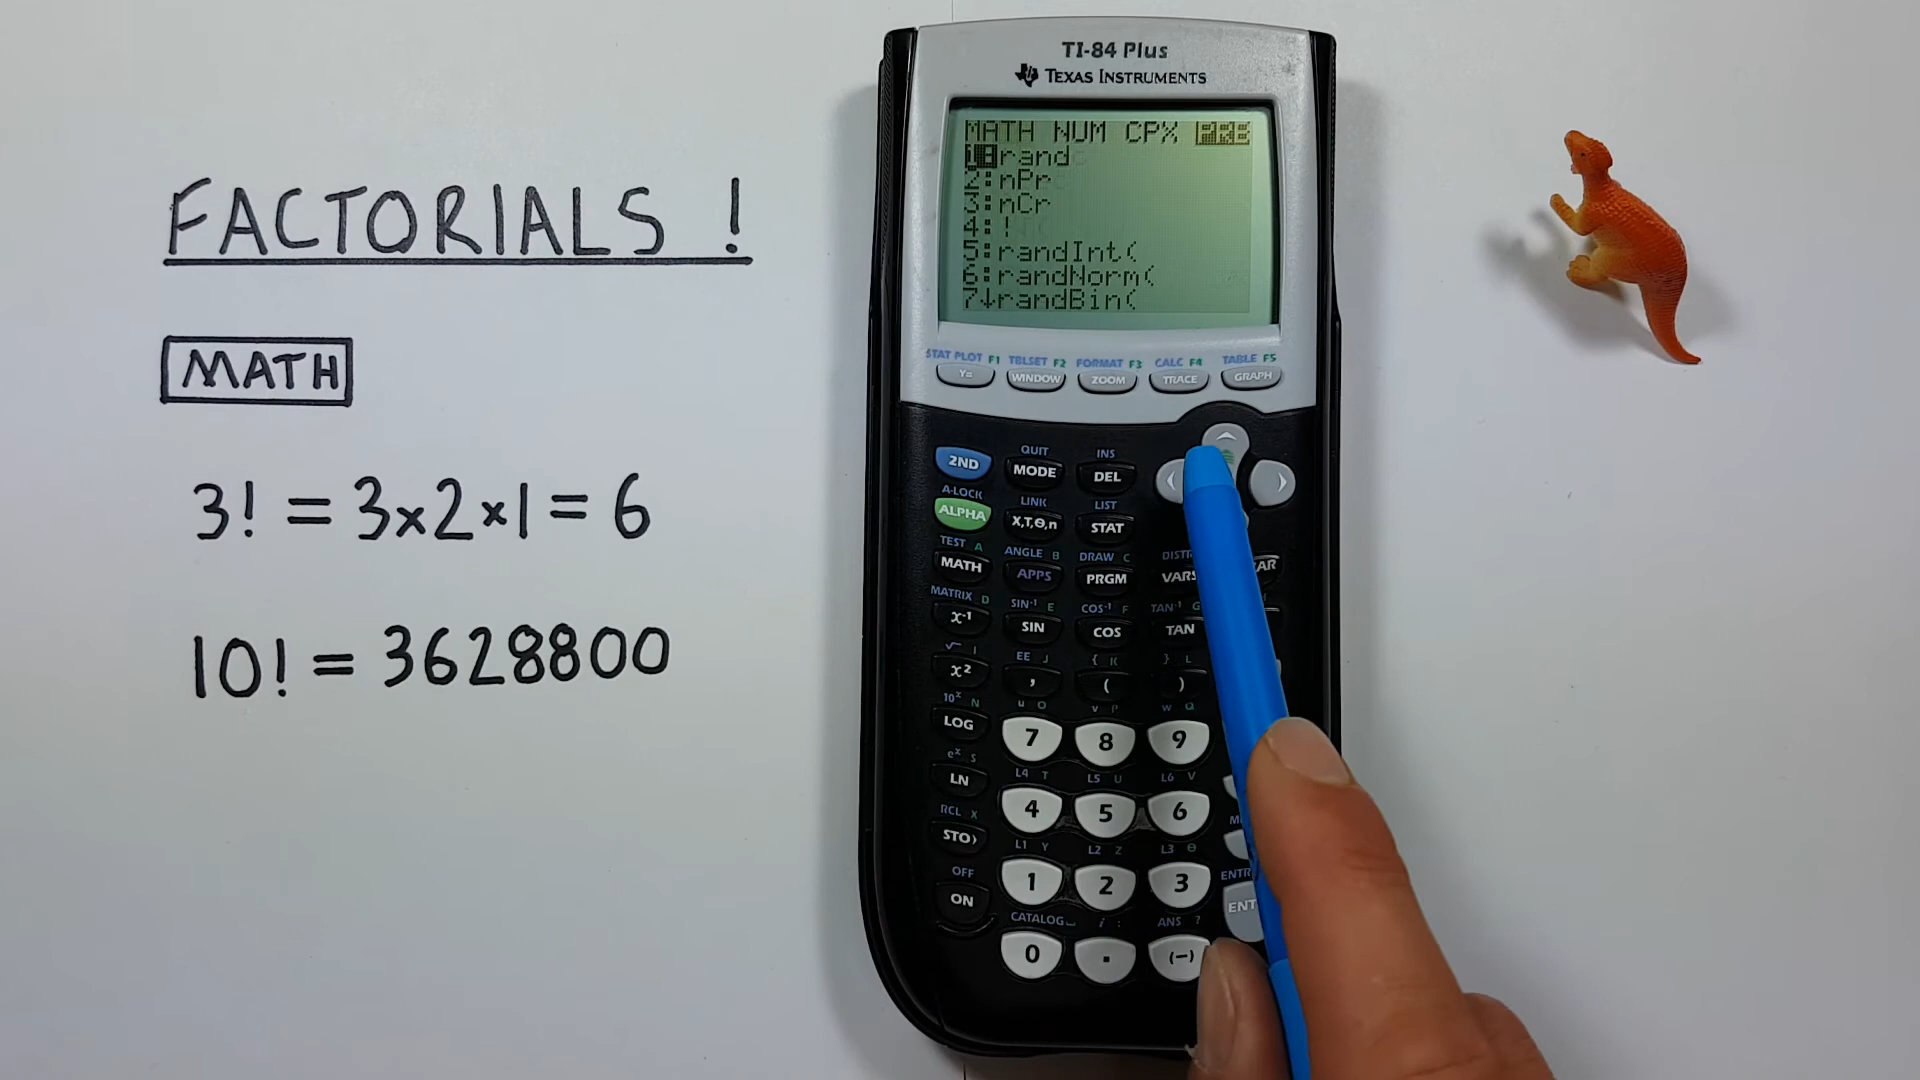 FACTORIALS !
MATH
3! = 3x2x1 = 6
10! = 3628800
TI-84 Plus
TEXAS INSTRUMENTS
MATH NUM CPX PRB
1:rand
2:nPr
3:nCr
4:!
5:randInt(
6:randNorm(
7↓randBin(
STAT PLOT F1 TBLSET F2 FORMAT F3 CALC F4 TABLE F5
Y= WINDOW ZOOM TRACE GRAPH
QUIT INS
2ND MODE DEL
A-LOCK LINK LIST
ALPHA X,T,Θ,n STAT
TEST A ANGLE B DRAW C
MATH APPS PRGM VARS
MATRIX D SIN⁻¹ E COS⁻¹ F TAN⁻¹ G
x⁻¹ SIN COS TAN
√ I EE J { K } L
x² , ( )
10ˣ N u O v P w Q
LOG 7 8 9
eˣ S L4 T L5 U L6 V
LN 4 5 6
RCL X L1 Y L2 Z L3 Θ
STO› 1 2 3
OFF CATALOG i : ANS ?
ON 0 . (–)